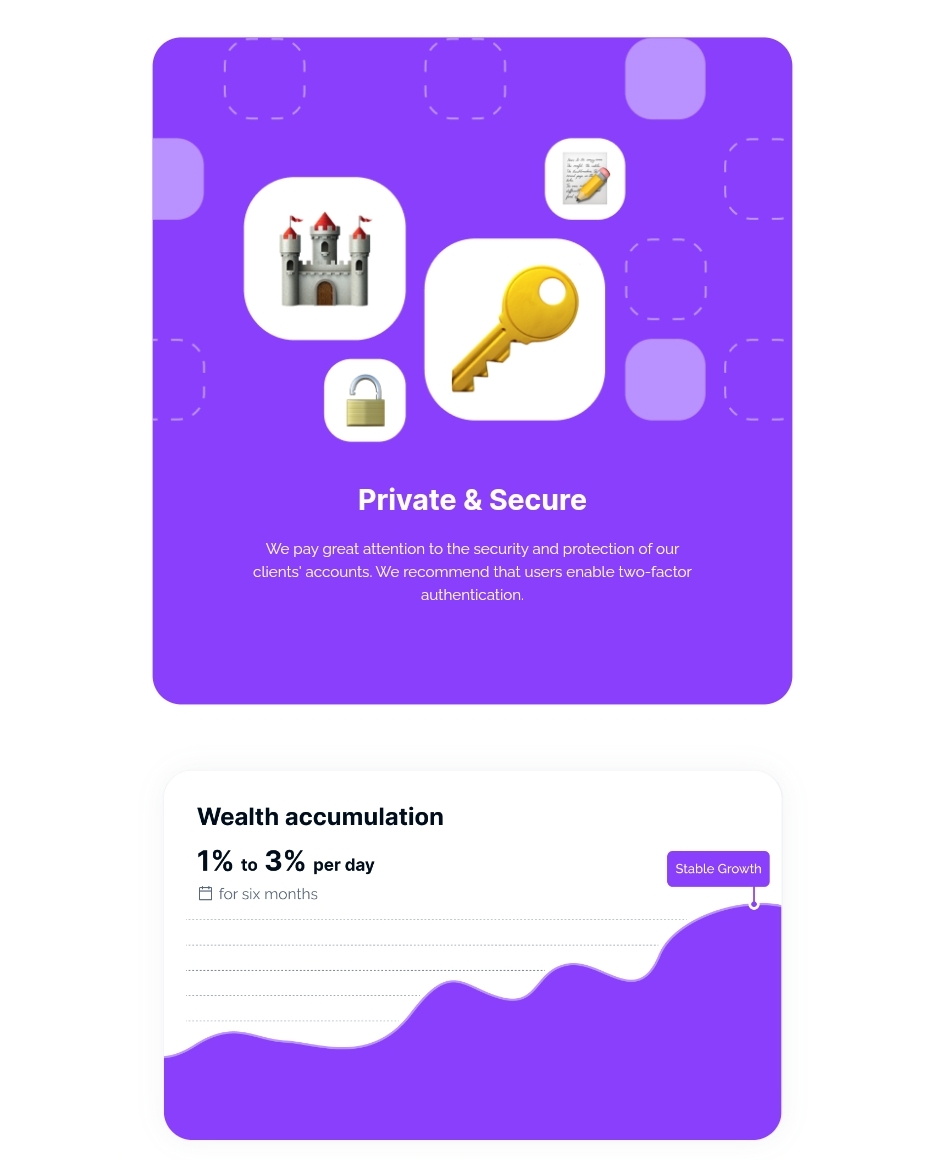 Private & Secure
We pay great attention to the security and protection of our
clients' accounts. We recommend that users enable two-factor
authentication.
Wealth accumulation
1% to 3% per day
Stable Growth
for six months